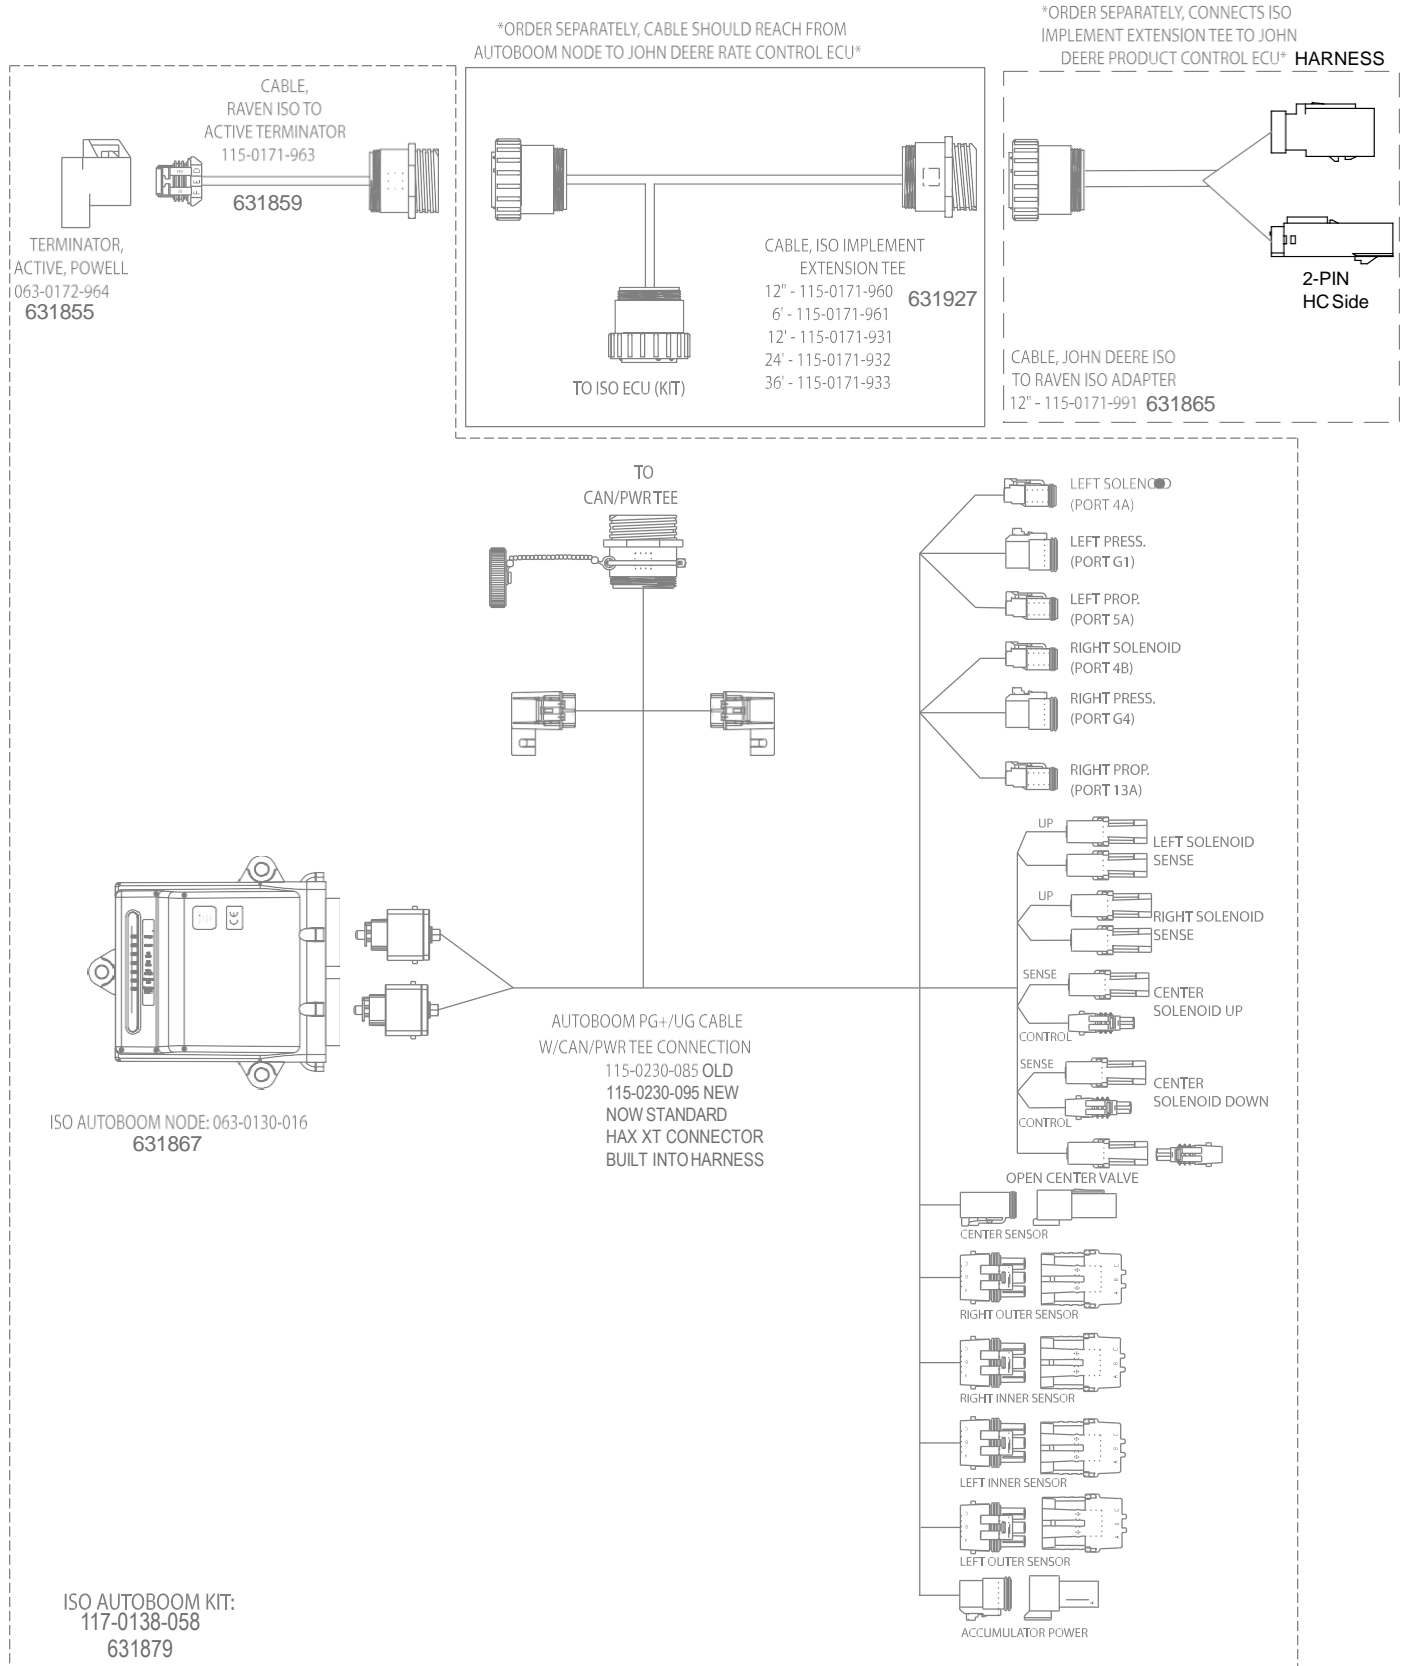 *ORDER SEPARATELY, CABLE SHOULD REACH FROM
AUTOBOOM NODE TO JOHN DEERE RATE CONTROL ECU*
*ORDER SEPARATELY, CONNECTS ISO
IMPLEMENT EXTENSION TEE TO JOHN
DEERE PRODUCT CONTROL ECU* HARNESS
CABLE,
RAVEN ISO TO
ACTIVE TERMINATOR
115-0171-963
631859
TERMINATOR,
ACTIVE, POWELL
063-0172-964
631855
CABLE, ISO IMPLEMENT
EXTENSION TEE
12" - 115-0171-960
6' - 115-0171-961
12' - 115-0171-931
24' - 115-0171-932
36' - 115-0171-933
631927
TO ISO ECU (KIT)
2-PIN
HC Side
CABLE, JOHN DEERE ISO
TO RAVEN ISO ADAPTER
12" - 115-0171-991 631865
TO
CAN/PWR TEE
LEFT SOLENOID
(PORT 4A)
LEFT PRESS.
(PORT G1)
LEFT PROP.
(PORT 5A)
RIGHT SOLENOID
(PORT 4B)
RIGHT PRESS.
(PORT G4)
RIGHT PROP.
(PORT 13A)
UP
LEFT SOLENOID
SENSE
UP
RIGHT SOLENOID
SENSE
SENSE
CENTER
SOLENOID UP
CONTROL
SENSE
CENTER
SOLENOID DOWN
CONTROL
OPEN CENTER VALVE
CENTER SENSOR
RIGHT OUTER SENSOR
RIGHT INNER SENSOR
LEFT INNER SENSOR
LEFT OUTER SENSOR
ACCUMULATOR POWER
AUTOBOOM PG+/UG CABLE
W/CAN/PWR TEE CONNECTION
115-0230-085 OLD
115-0230-095 NEW
NOW STANDARD
HAX XT CONNECTOR
BUILT INTO HARNESS
CE
ISO AUTOBOOM NODE: 063-0130-016
631867
ISO AUTOBOOM KIT:
117-0138-058
631879